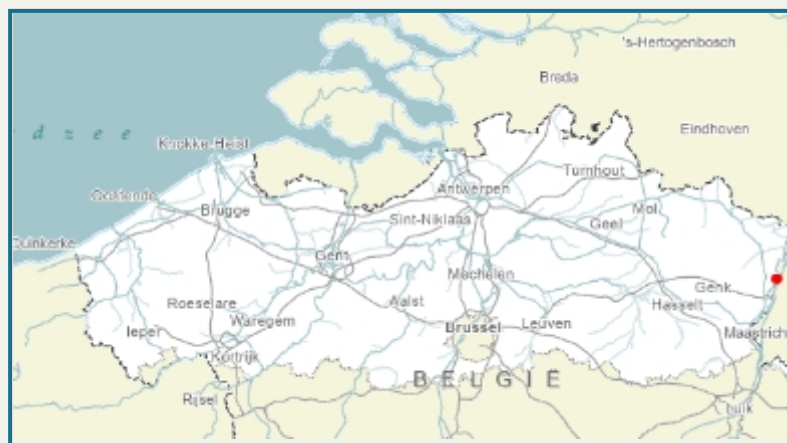 's-Hertogenbosch
Breda
d z e e
Eindhoven
Knokke-Heist
Turnhout
Oostende
Antwerpen
Mol
Brugge
Sint-Niklaas
Geel
Duinkerke
Gent
Mechelen
Genk
Roeselare
Aalst
Hasselt
Ieper
Waregem
Brussel
Leuven
Maastrich
Kortrijk
BELGIË
Rijsel
Luik